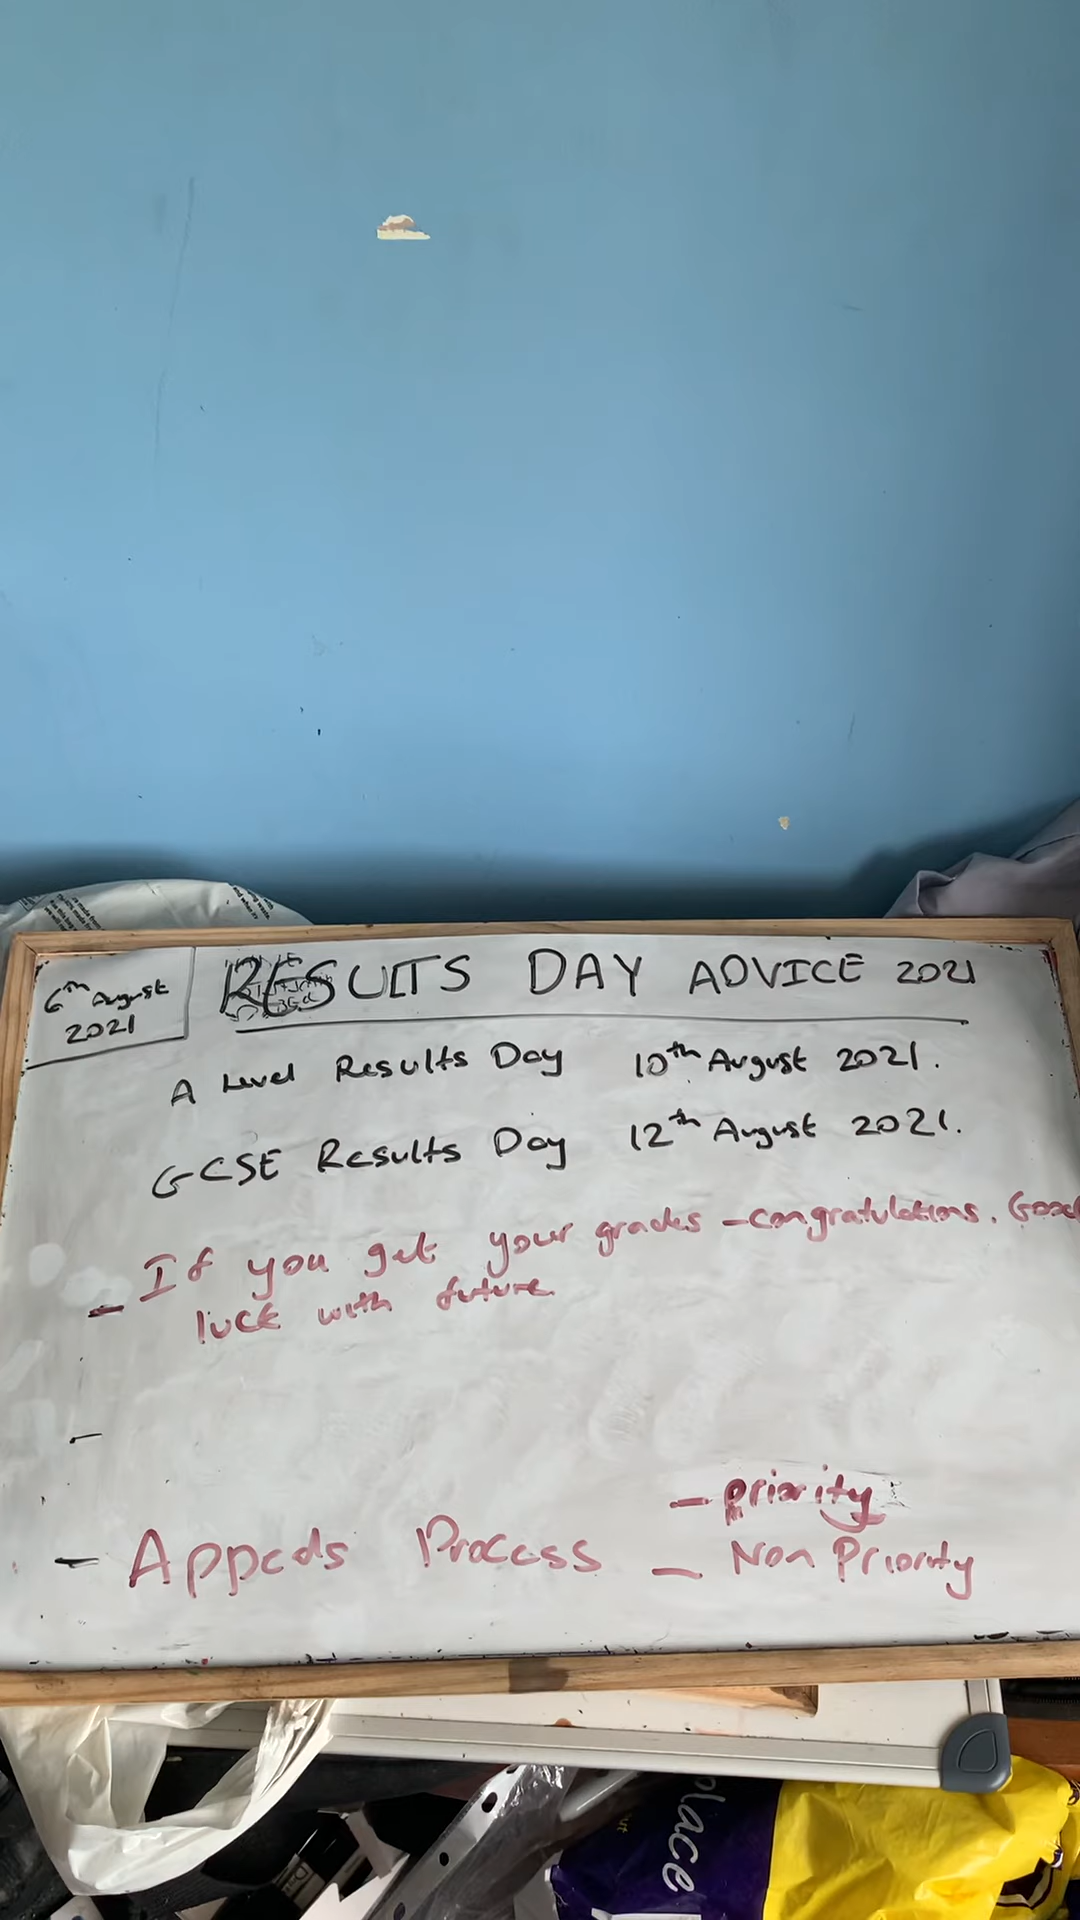 6th August
2021
RESULTS DAY ADVICE 2021
A Level Results Day 10th August 2021.
GCSE Results Day 12th August 2021.
- If you get your grades - congratulations. Good
luck with future
-
- Appeals Process - priority
- Non Priority
olace